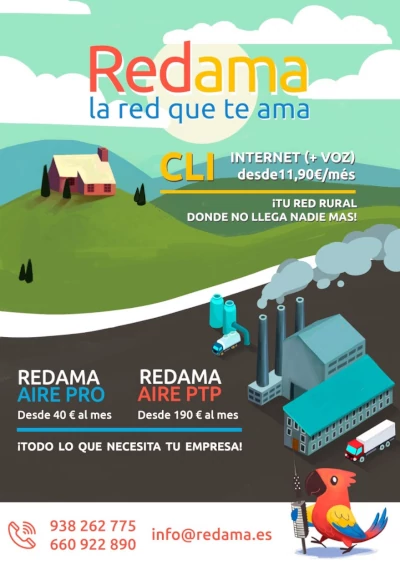 Redama
la red que te ama
CLI
INTERNET (+ VOZ)
desde11,90€/més
¡TU RED RURAL
DONDE NO LLEGA NADIE MAS!
REDAMA
AIRE PRO
Desde 40 € al mes
REDAMA
AIRE PTP
Desde 190 € al mes
¡TODO LO QUE NECESITA TU EMPRESA!
938 262 775
660 922 890
info@redama.es